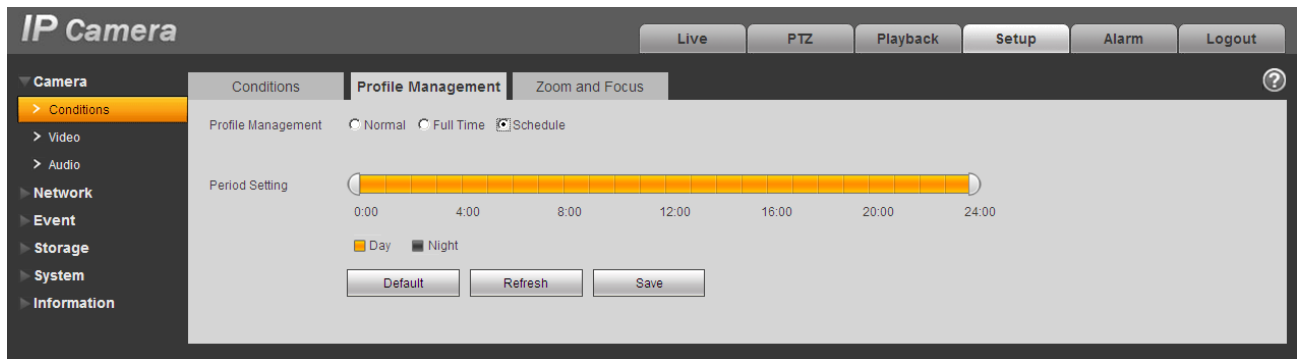 IP Camera
Live PTZ Playback Setup Alarm Logout
Camera
Conditions Profile Management Zoom and Focus
?
> Conditions
Profile Management Normal Full Time Schedule
> Video
> Audio
Period Setting
Network
0:00 4:00 8:00 12:00 16:00 20:00 24:00
Event
Day Night
Storage
System
Default Refresh Save
Information